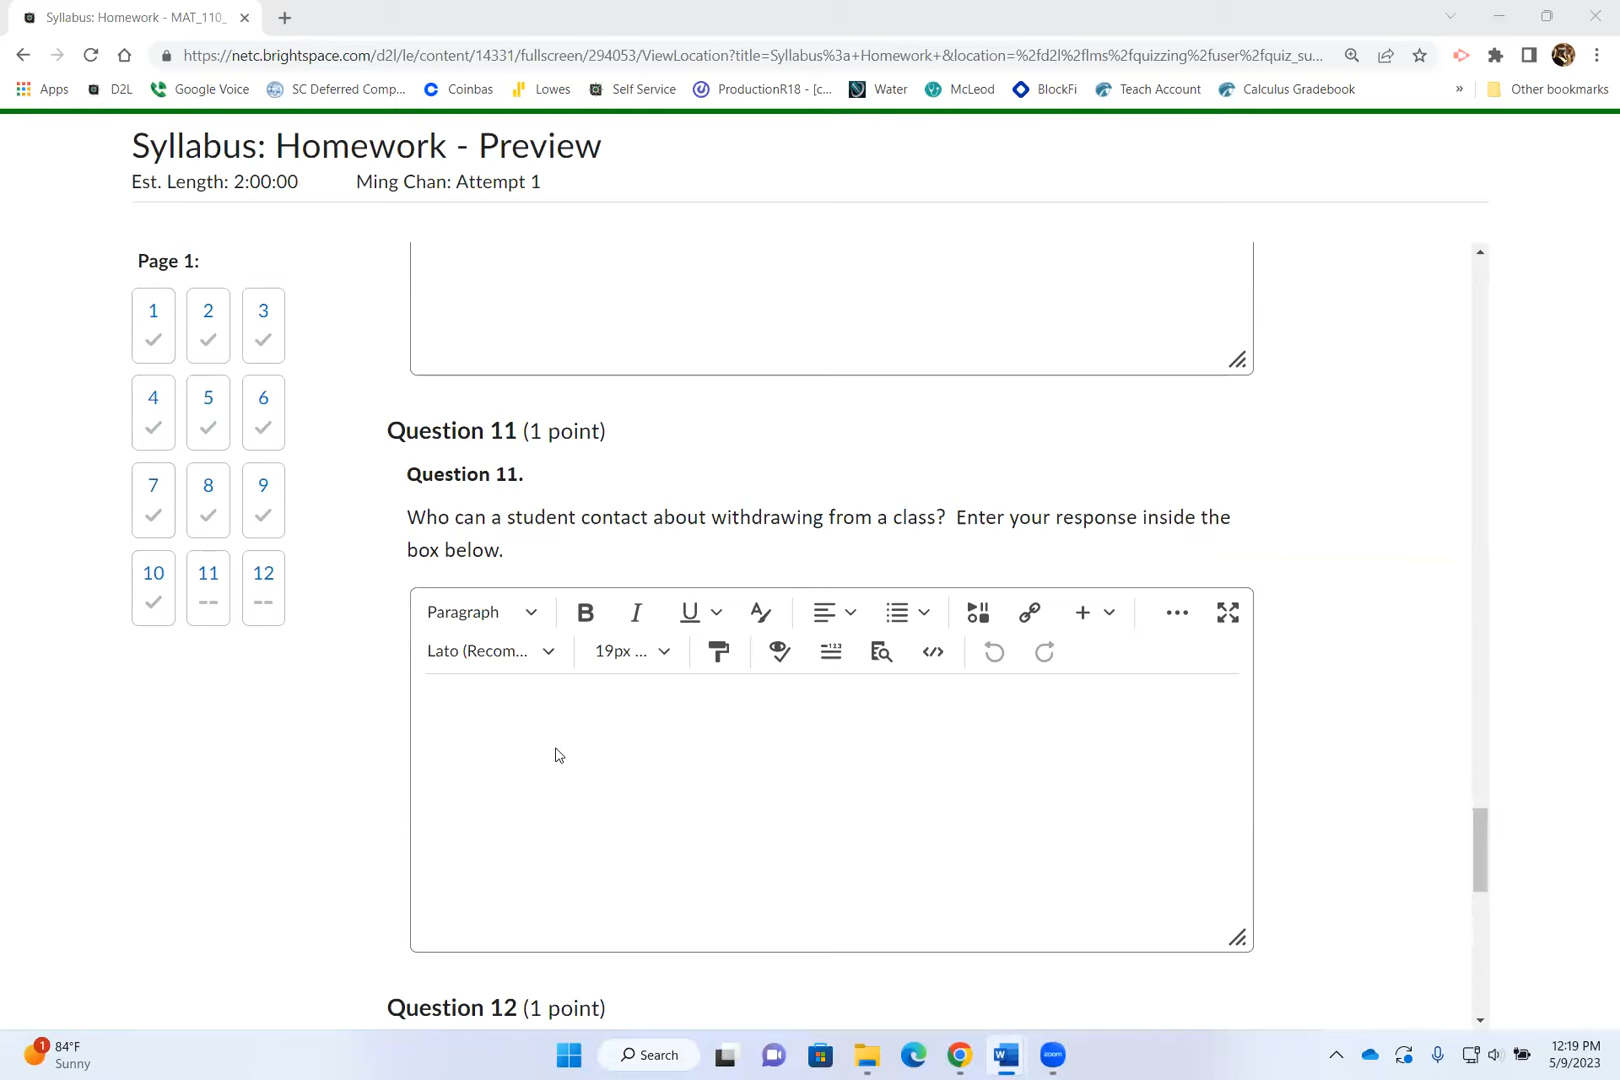 Syllabus: Homework - MAT_110_
https://netc.brightspace.com/d2l/le/content/14331/fullscreen/294053/ViewLocation?title=Syllabus%3a+Homework+&location=%2fd2l%2flms%2fquizzing%2fuser%2fquiz_su...
Apps D2L Google Voice SC Deferred Comp... Coinbas Lowes Self Service ProductionR18 - [c... Water McLeod BlockFi Teach Account Calculus Gradebook » Other bookmarks
Syllabus: Homework - Preview
Est. Length: 2:00:00 Ming Chan: Attempt 1
Page 1:
1 2 3
4 5 6
7 8 9
10 11 12
-- --
Question 11 (1 point)
Question 11.
Who can a student contact about withdrawing from a class? Enter your response inside the
box below.
Paragraph B I U A
Lato (Recom... 19px ...
Question 12 (1 point)
1 84°F
Sunny
Search
W
zoom
12:19 PM
5/9/2023